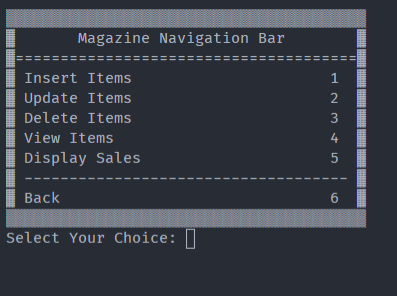 Magazine Navigation Bar
======================================
Insert Items 1
Update Items 2
Delete Items 3
View Items 4
Display Sales 5
------------------------------------
Back 6
Select Your Choice: